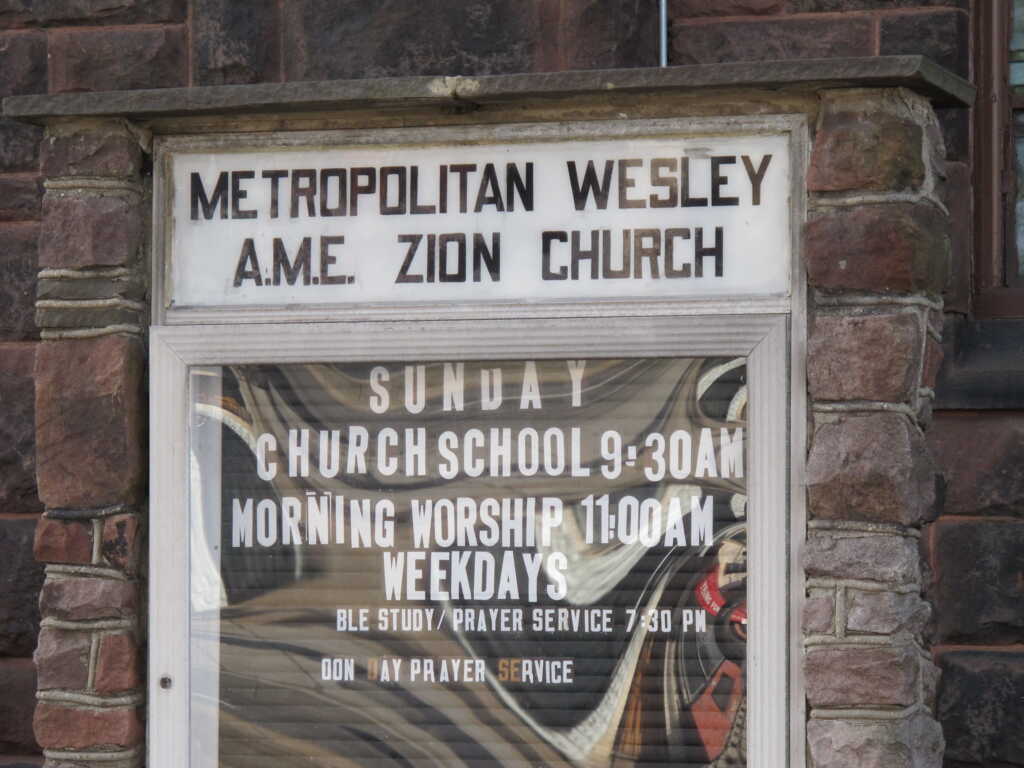 METROPOLITAN WESLEY
A.M.E. ZION CHURCH
SUNDAY
CHURCH SCHOOL 9:30AM
MORNING WORSHIP 11:00AM
WEEKDAYS
BLE STUDY/ PRAYER SERVICE 7:30 PM
OON DAY PRAYER SERVICE